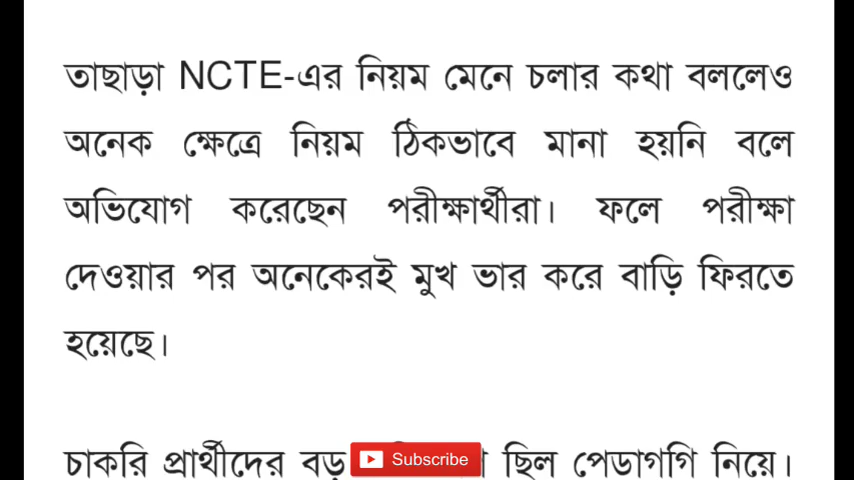 তাছাড়া NCTE-এর নিয়ম মেনে চলার কথা বললেও
অনেক ক্ষেত্রে নিয়ম ঠিকভাবে মানা হয়নি বলে
অভিযোগ করেছেন পরীক্ষার্থীরা। ফলে পরীক্ষা
দেওয়ার পর অনেকেরই মুখ ভার করে বাড়ি ফিরতে
হয়েছে।
চাকরি প্রার্থীদের বড় ছিল পেডাগগি নিয়ে।
Subscribe